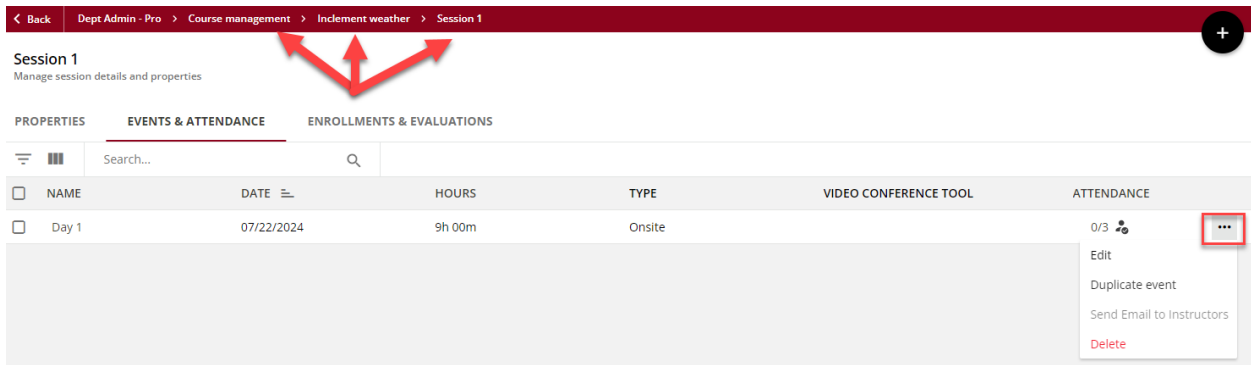 Back Dept Admin - Pro > Course management > Inclement weather > Session 1
+
Session 1
Manage session details and properties
PROPERTIES EVENTS & ATTENDANCE ENROLLMENTS & EVALUATIONS
Search...
NAME DATE HOURS TYPE VIDEO CONFERENCE TOOL ATTENDANCE
Day 1 07/22/2024 9h 00m Onsite 0/3
Edit
Duplicate event
Send Email to Instructors
Delete